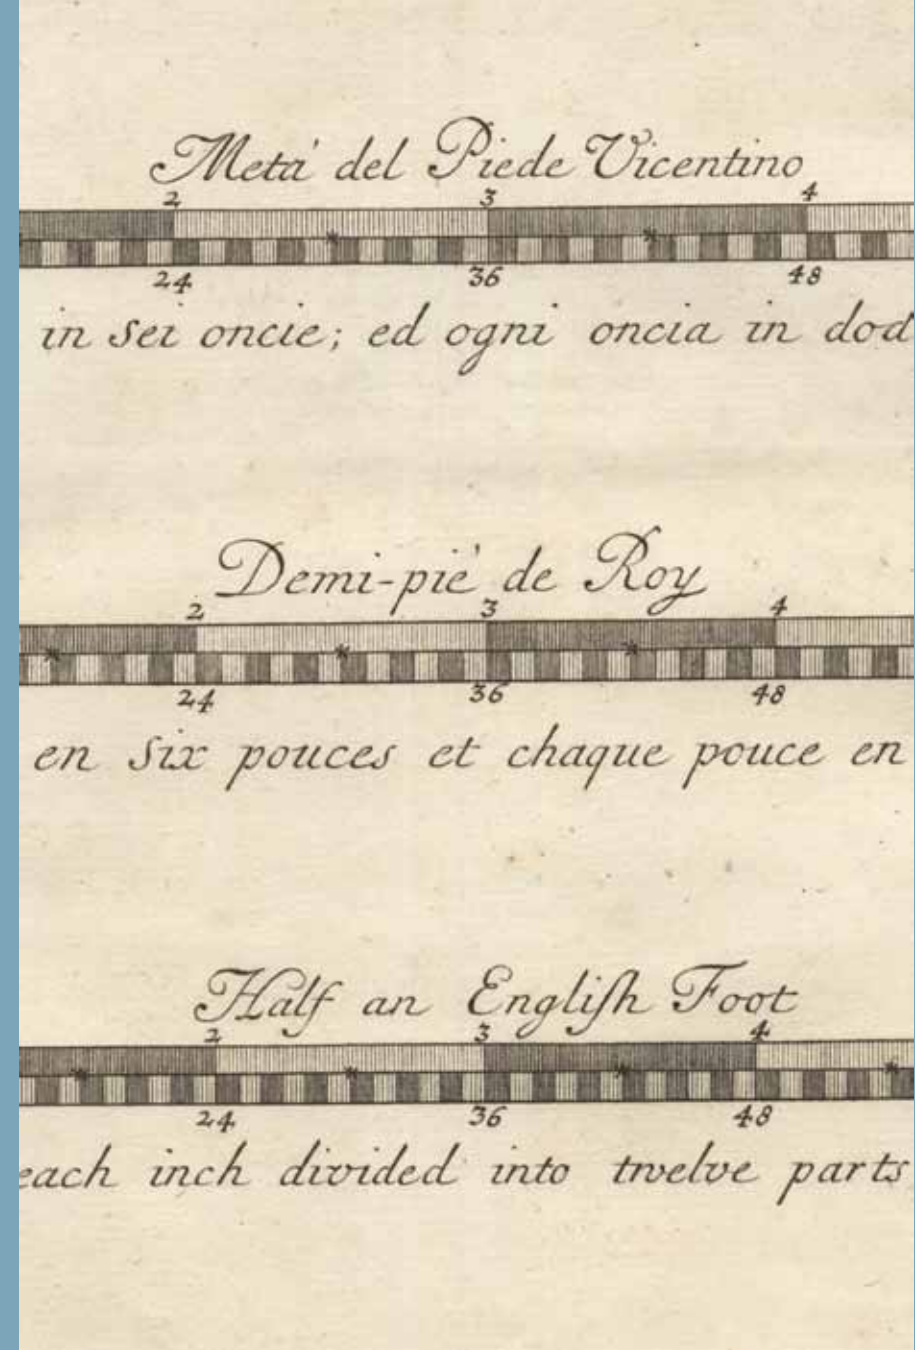 Metà del Piede Vicentino
2 3 4
24 36 48
in sei oncie; ed ogni oncia in dod
Demi-piè de Roy
2 3 4
24 36 48
en six pouces et chaque pouce en
Half an Engliſh Foot
2 3 4
24 36 48
each inch divided into twelve parts